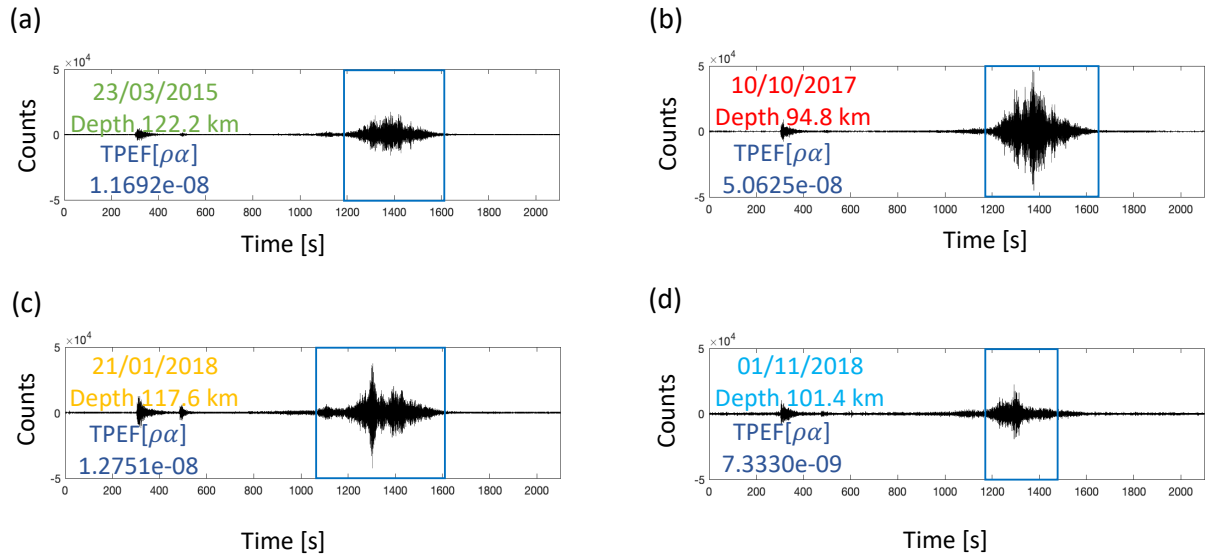 (a)
×10⁴
5
0
-5
Counts
23/03/2015
Depth 122.2 km
TPEF[ρα]
1.1692e-08
0 200 400 600 800 1000 1200 1400 1600 1800 2000
Time [s]
(b)
×10⁴
5
0
-5
Counts
10/10/2017
Depth 94.8 km
TPEF[ρα]
5.0625e-08
0 200 400 600 800 1000 1200 1400 1600 1800 2000
Time [s]
(c)
×10⁴
5
0
-5
Counts
21/01/2018
Depth 117.6 km
TPEF[ρα]
1.2751e-08
0 200 400 600 800 1000 1200 1400 1600 1800 2000
Time [s]
(d)
×10⁴
5
0
-5
Counts
01/11/2018
Depth 101.4 km
TPEF[ρα]
7.3330e-09
0 200 400 600 800 1000 1200 1400 1600 1800 2000
Time [s]